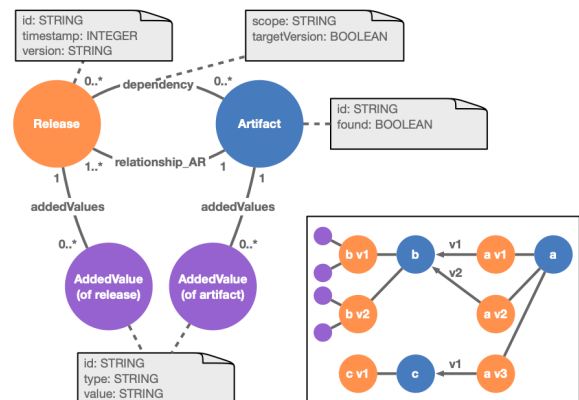 id: STRING
timestamp: INTEGER
version: STRING
scope: STRING
targetVersion: BOOLEAN
0..*
dependency
0..*
Release
Artifact
id: STRING
found: BOOLEAN
1..*
relationship_AR
1
1
1
addedValues
addedValues
0..*
0..*
AddedValue
(of release)
AddedValue
(of artifact)
id: STRING
type: STRING
value: STRING
b v1
b
v1
a v1
a
v2
b v2
a v2
c v1
c
v1
a v3